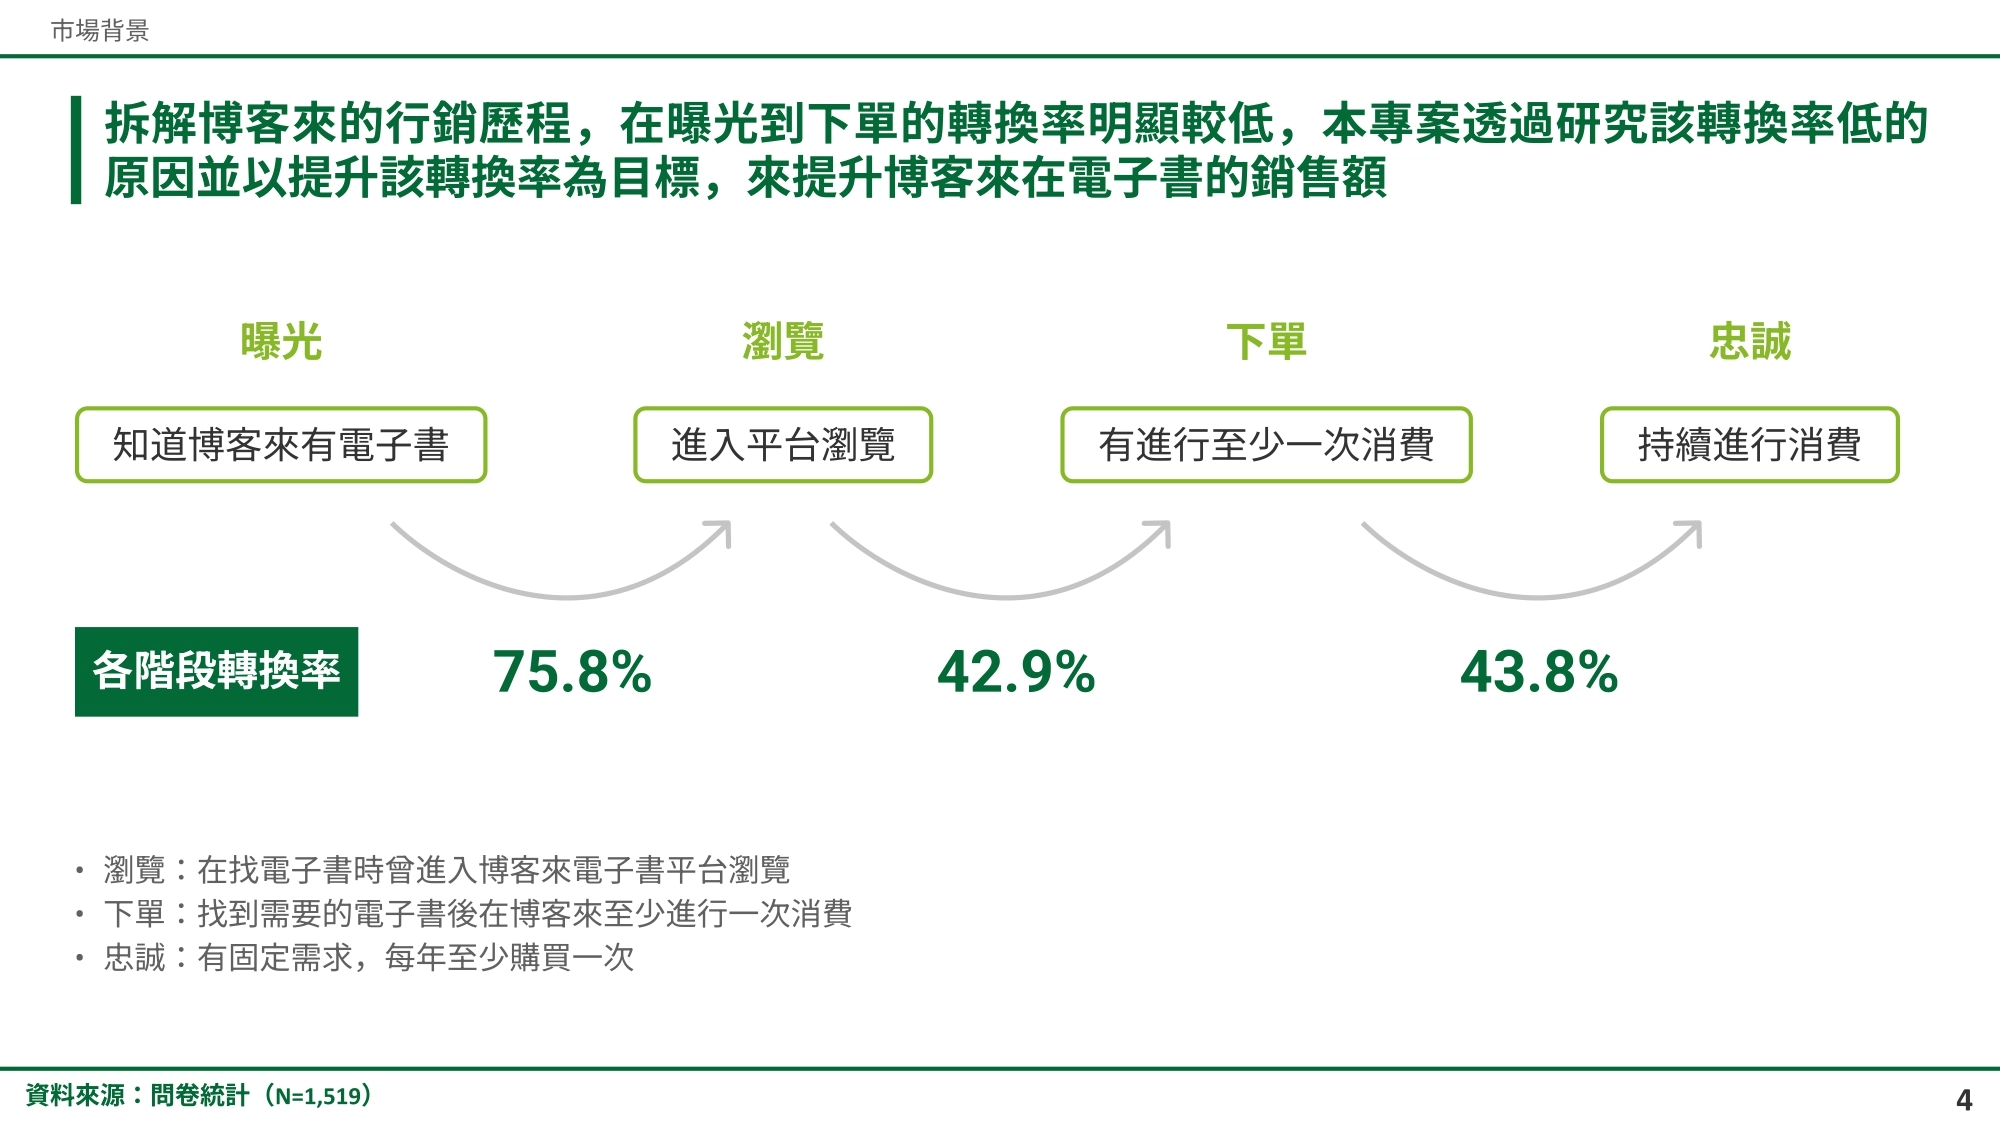 市場背景
拆解博客來的行銷歷程，在曝光到下單的轉換率明顯較低，本專案透過研究該轉換率低的
原因並以提升該轉換率為目標，來提升博客來在電子書的銷售額
曝光
瀏覽
下單
忠誠
知道博客來有電子書
進入平台瀏覽
有進行至少一次消費
持續進行消費
各階段轉換率
75.8%
42.9%
43.8%
• 瀏覽：在找電子書時曾進入博客來電子書平台瀏覽
• 下單：找到需要的電子書後在博客來至少進行一次消費
• 忠誠：有固定需求，每年至少購買一次
資料來源：問卷統計（N=1,519）
4